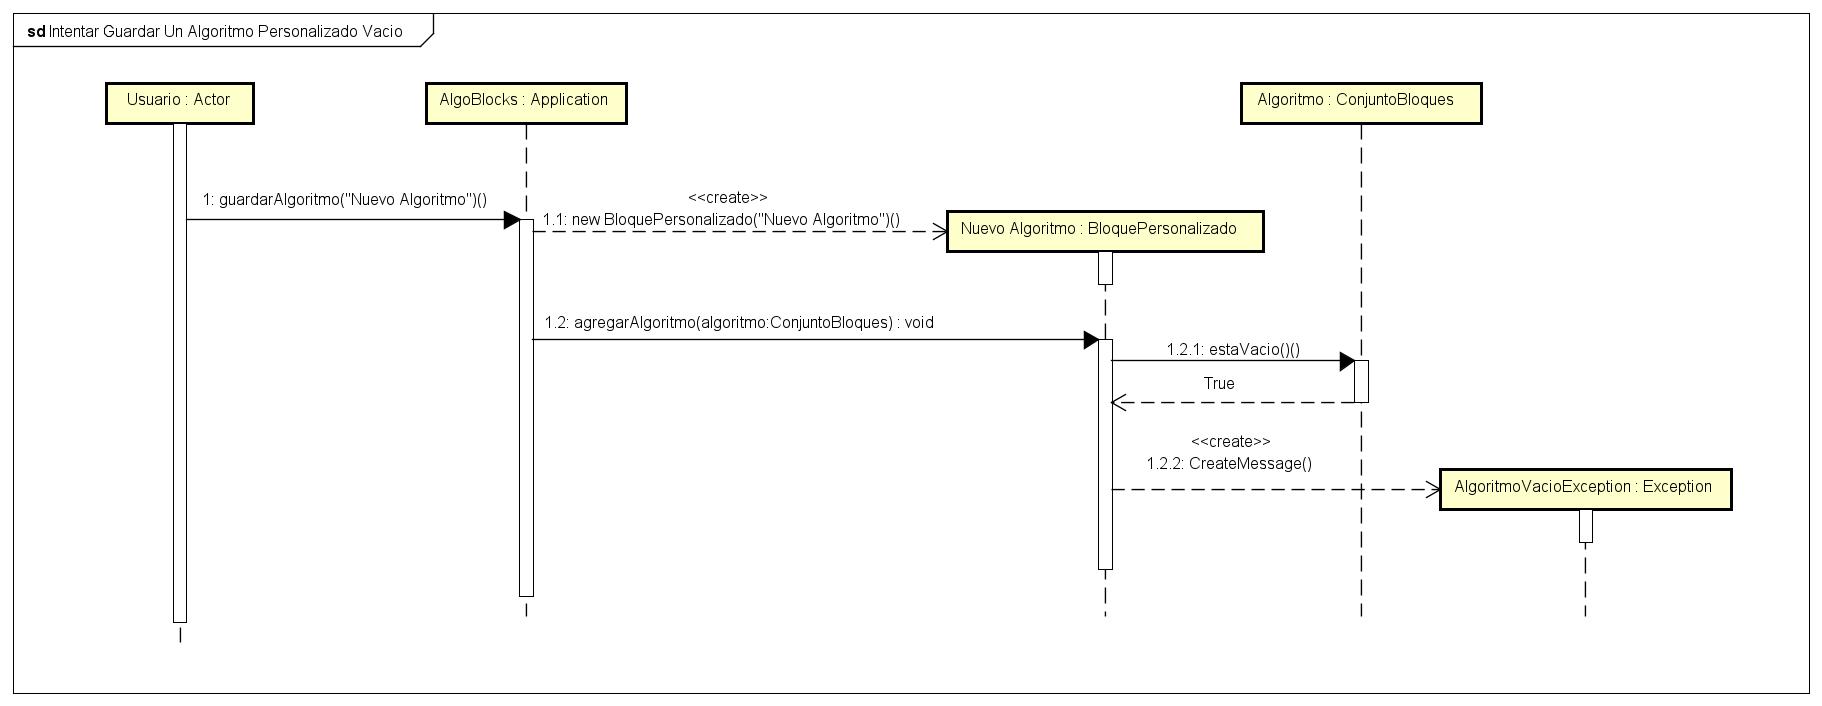 sd Intentar Guardar Un Algoritmo Personalizado Vacio
Usuario : Actor
AlgoBlocks : Application
Algoritmo : ConjuntoBloques
1: guardarAlgoritmo("Nuevo Algoritmo")()
<<create>>
1.1: new BloquePersonalizado("Nuevo Algoritmo")()
Nuevo Algoritmo : BloquePersonalizado
1.2: agregarAlgoritmo(algoritmo:ConjuntoBloques) : void
1.2.1: estaVacio()()
True
<<create>>
1.2.2: CreateMessage()
AlgoritmoVacioException : Exception